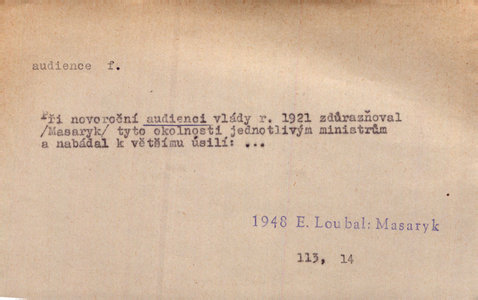 audience f.
Při novoroční audienci vlády r. 1921 zdůrazňoval
/Masaryk/ tyto okolnosti jednotlivým ministrům
a nabádal k většímu úsilí: ...
1948 E. Loubal: Masaryk
113, 14